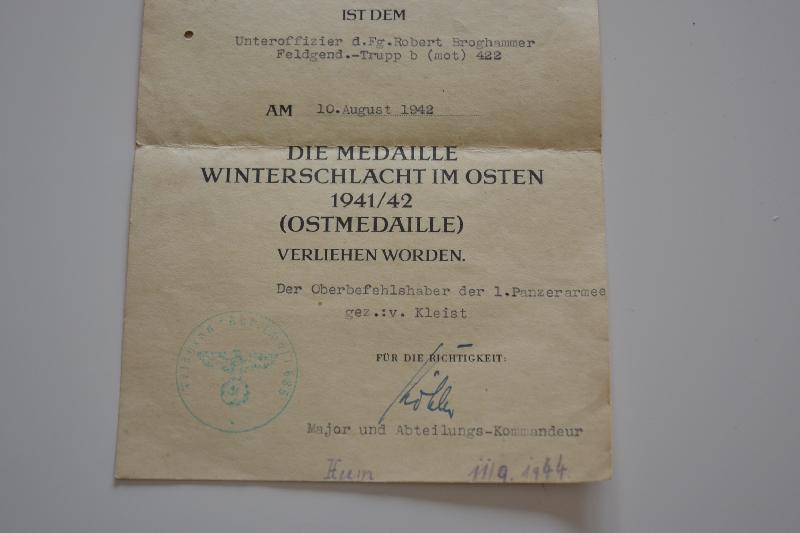 IST DEM
Unteroffizier d.Fg.Robert Broghammer
Feldgend.-Trupp b (mot) 422
AM 10.August 1942
DIE MEDAILLE
WINTERSCHLACHT IM OSTEN
1941/42
(OSTMEDAILLE)
VERLIEHEN WORDEN.
Der Oberbefehlshaber der 1.Panzerarmee
gez.:v. Kleist
FÜR DIE RICHTIGKEIT:
Major und Abteilungs-Kommandeur